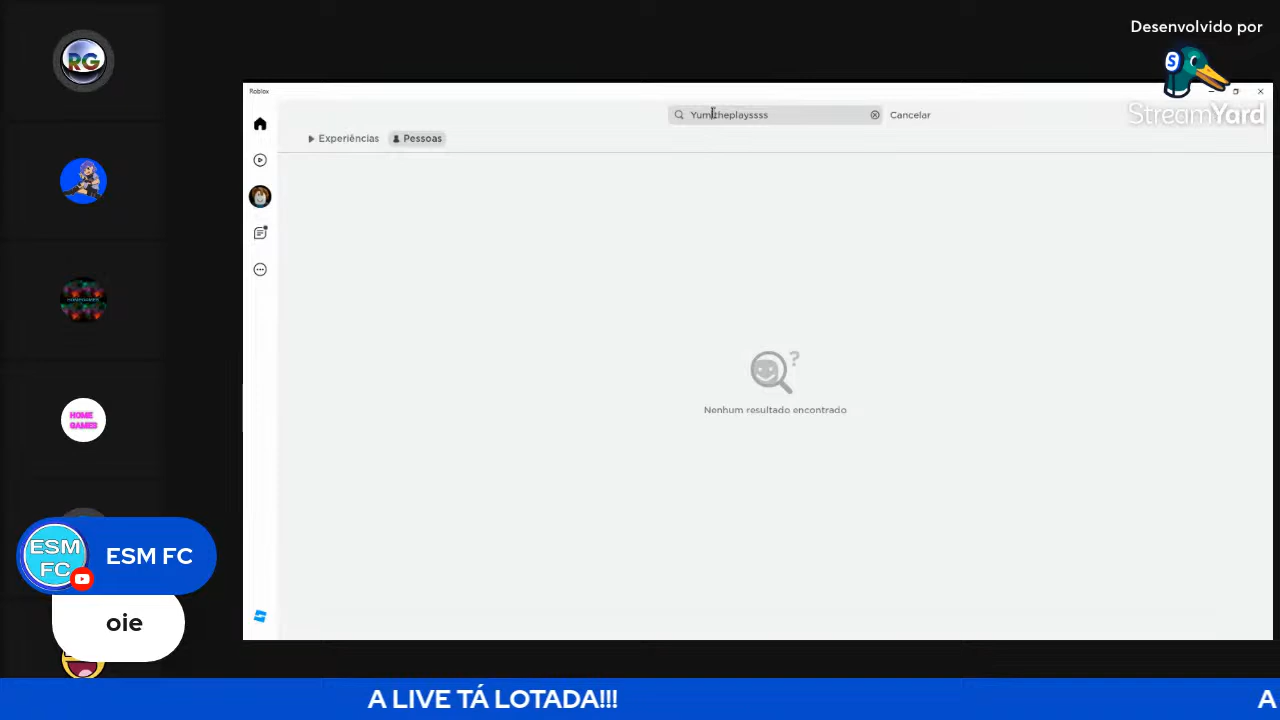 Desenvolvido por
StreamYard
RG
Roblox
Cancelar
Experiências
Pessoas
Nenhum resultado encontrado
HOME
GAMES
ESM
FC
ESM FC
oie
A LIVE TÁ LOTADA!!!
A